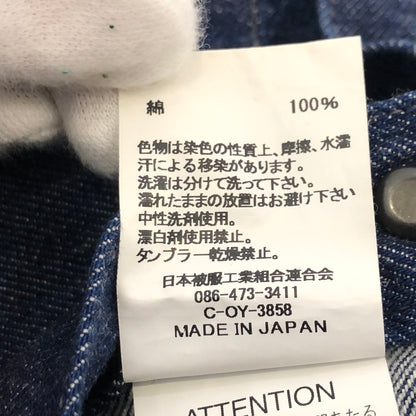 綿 100%
色物は染色の性質上、摩擦、水濡
汗による移染があります。
洗濯は分けて洗って下さい。
濡れたままの放置はお避け下さい
中性洗剤使用。
漂白剤使用禁止。
タンブラー乾燥禁止。
日本被服工業組合連合会
086-473-3411
C-OY-3858
MADE IN JAPAN
ATTENTION